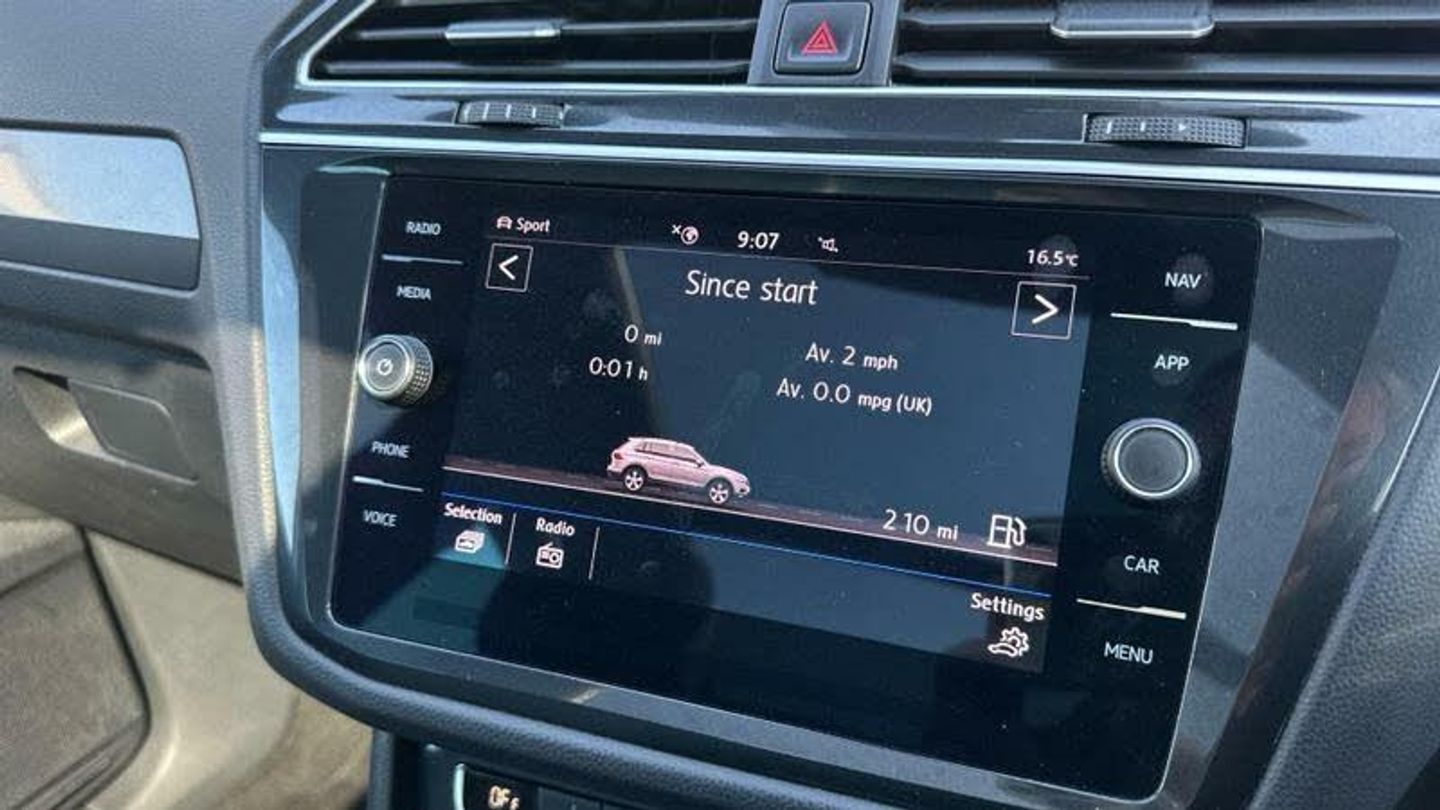 RADIO
MEDIA
PHONE
VOICE
Sport
9:07
16.5°C
<
Since start
>
0 mi
0:01 h
Av. 2 mph
Av. 0.0 mpg (UK)
210 mi
Selection
Radio
Settings
NAV
APP
CAR
MENU
OFF